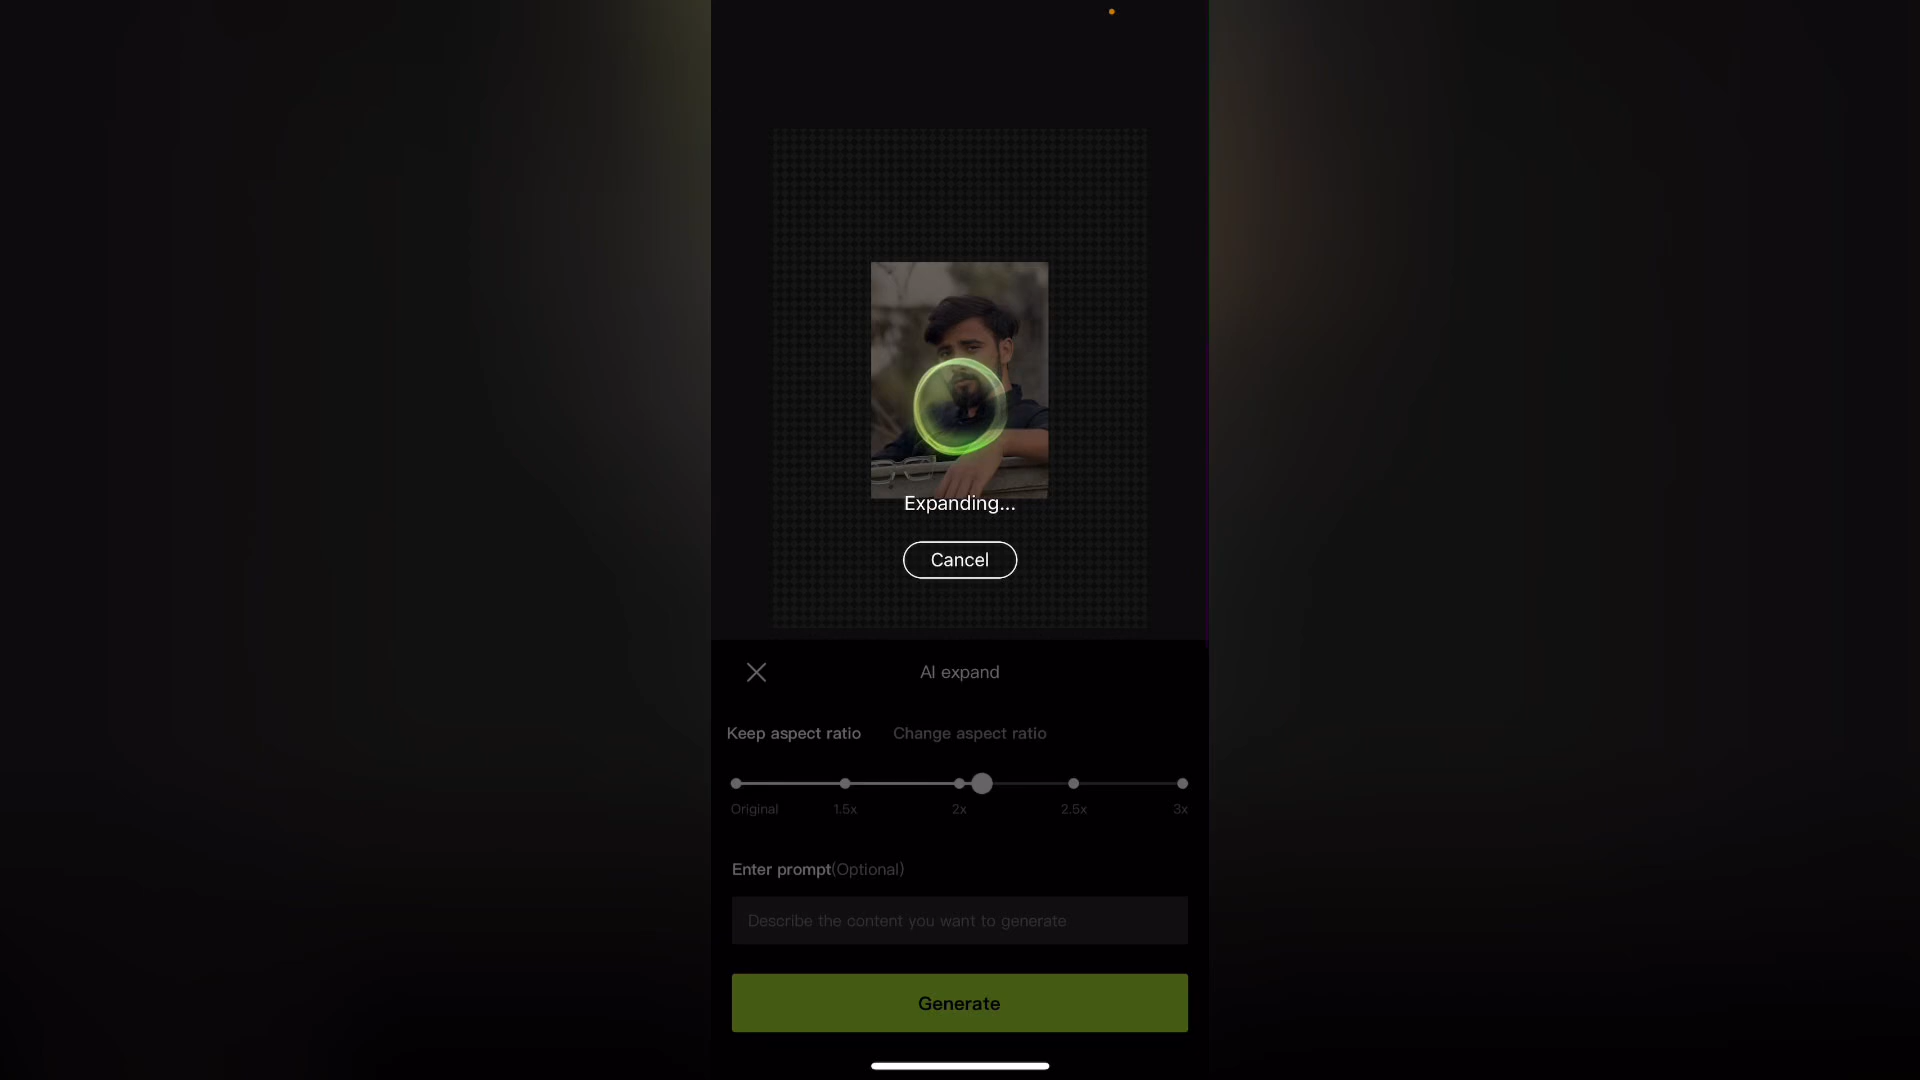 Expanding...
Cancel
AI expand
Keep aspect ratio Change aspect ratio
Original 1.5x 2x 2.5x 3x
Enter prompt(Optional)
Describe the content you want to generate
Generate